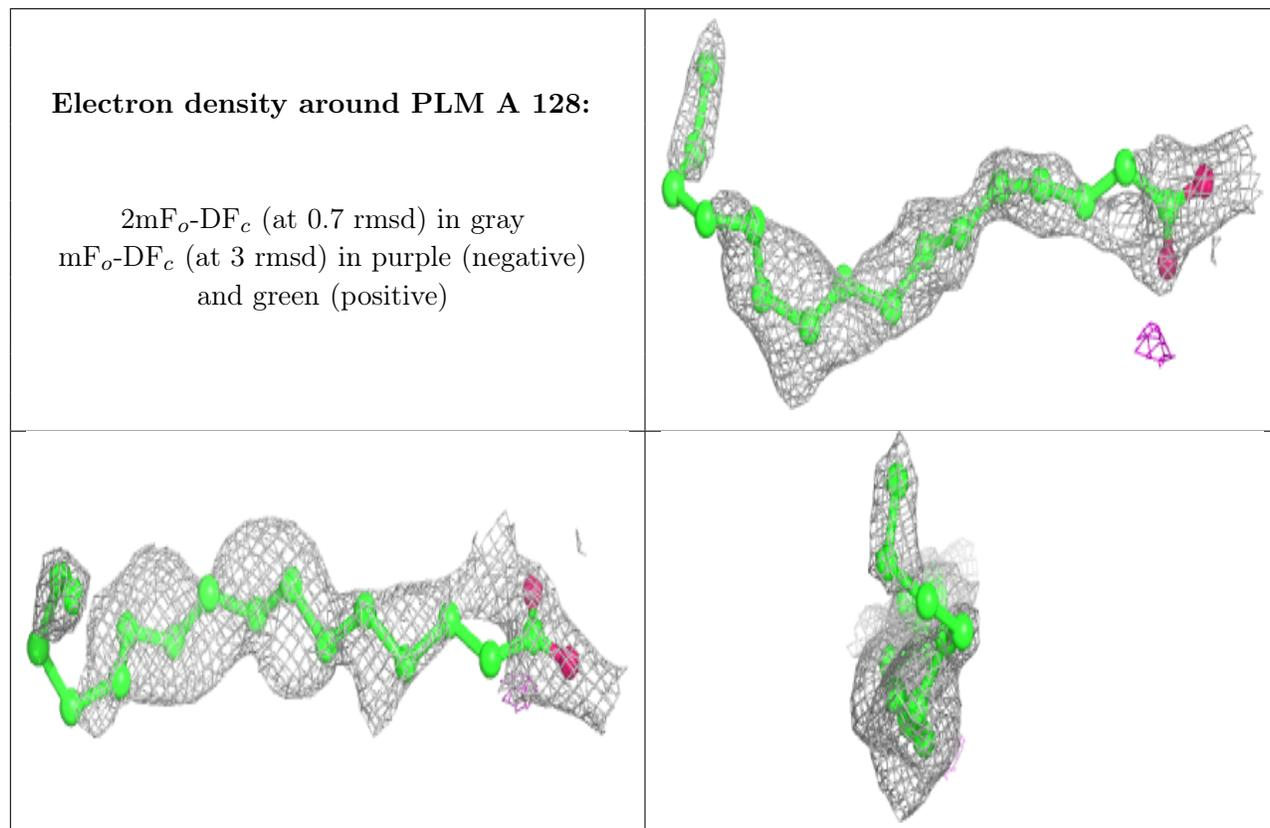 Electron density around PLM A 128:
2mFo-DFc (at 0.7 rmsd) in gray
mFo-DFc (at 3 rmsd) in purple (negative)
and green (positive)